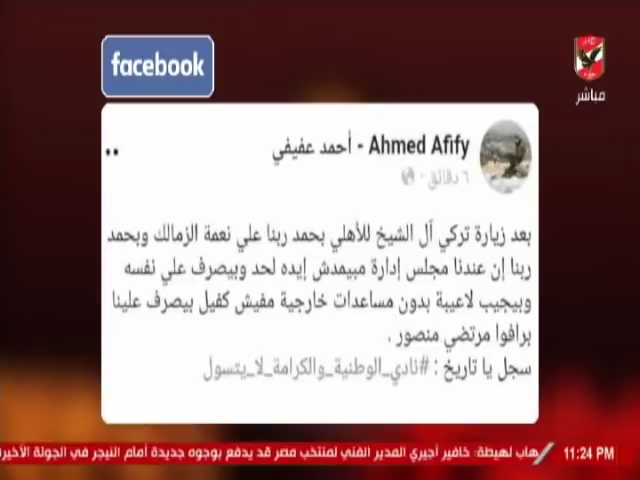 facebook
مباشر
Ahmed Afify - أحمد عفيفي
٦ دقائق
بعد زيارة تركي آل الشيخ للأهلي بحمد ربنا علي نعمة الزمالك وبحمد
ربنا إن عندنا مجلس إدارة مبيمدش إيده لحد وبيصرف علي نفسه
وبيجيب لاعيبة بدون مساعدات خارجية مفيش كفيل بيصرف علينا
برافوا مرتضي منصور .
سجل يا تاريخ : #نادي_الوطنية_والكرامة_لا_يتسول
هاب لهيطة: خافير أجيري المدير الفني لمنتخب مصر قد يدفع بوجوه جديدة أمام النيجر في الجولة الأخير
11:24 PM